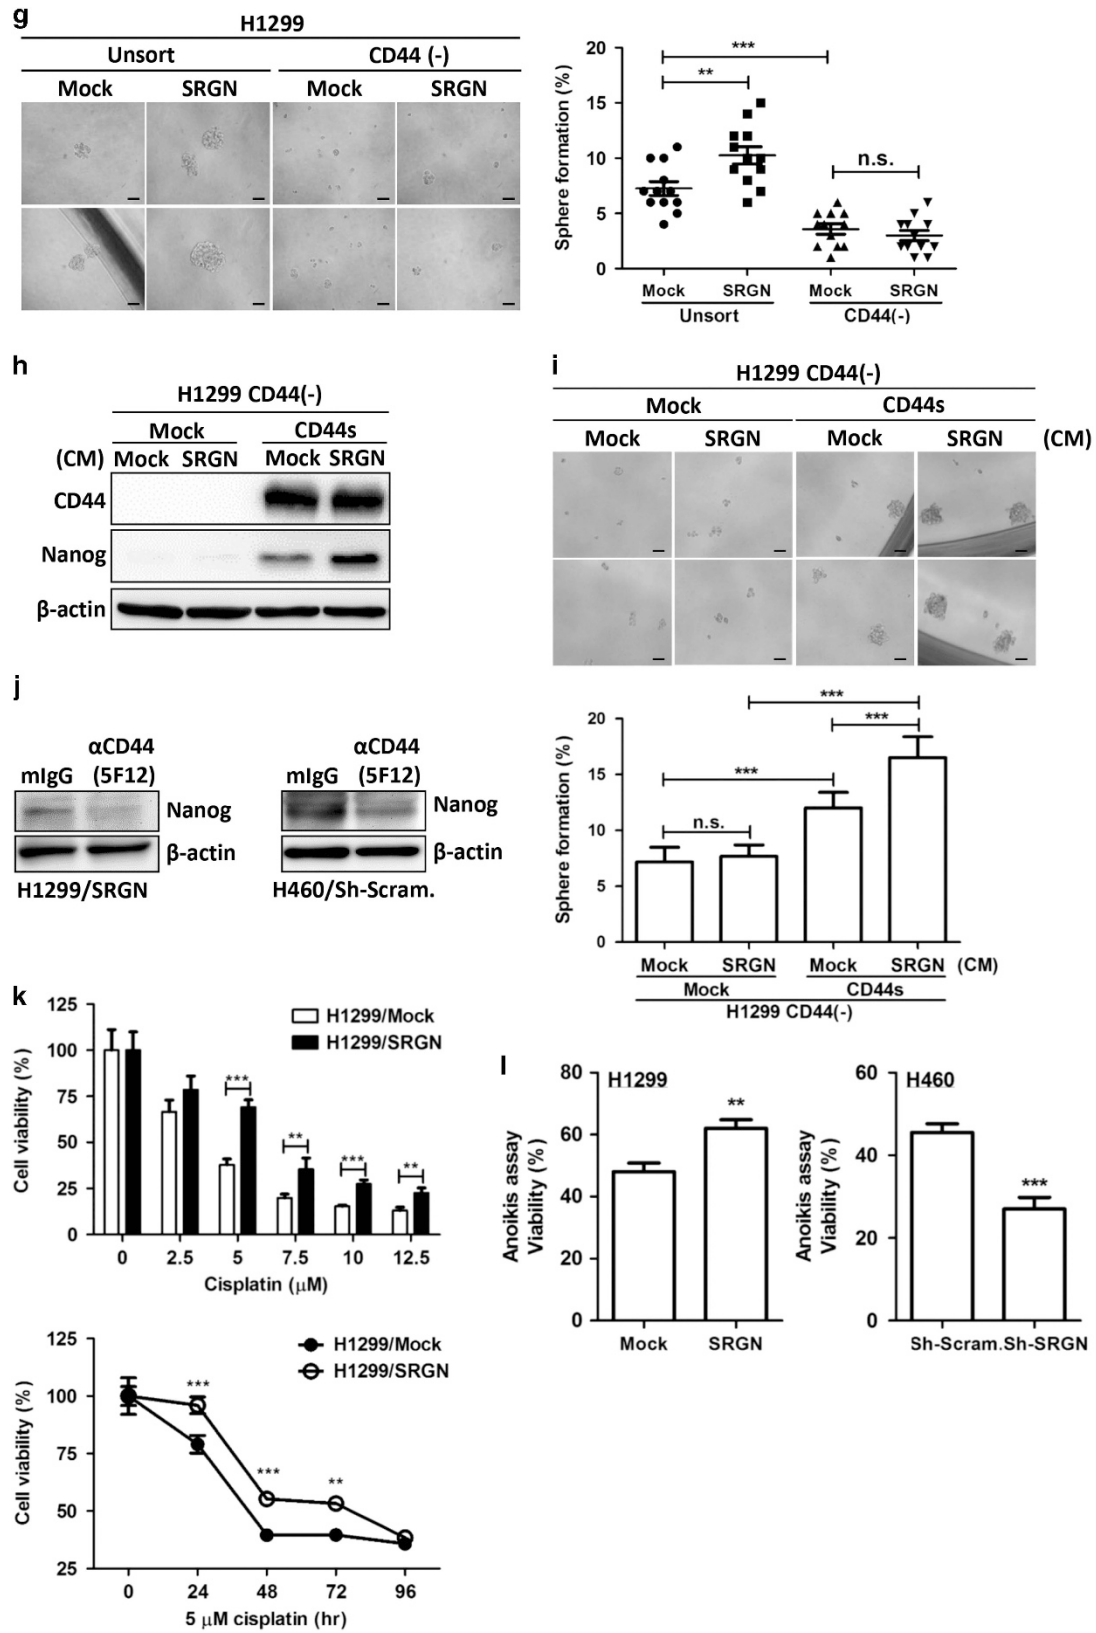 g
H1299
Unsort CD44 (-)
Mock SRGN Mock SRGN
Sphere formation (%)
20
15
10
5
0
***
**
n.s.
Mock SRGN Mock SRGN
Unsort CD44(-)
h
H1299 CD44(-)
Mock CD44s
(CM) Mock SRGN Mock SRGN
CD44
Nanog
β-actin
i
H1299 CD44(-)
Mock CD44s
Mock SRGN Mock SRGN (CM)
Sphere formation (%)
20
15
10
5
0
***
***
***
n.s.
Mock SRGN Mock SRGN (CM)
Mock CD44s
H1299 CD44(-)
j
αCD44
mIgG (5F12)
Nanog
β-actin
H1299/SRGN
αCD44
mIgG (5F12)
Nanog
β-actin
H460/Sh-Scram.
k
Cell viability (%)
125
100
75
50
25
0
H1299/Mock
H1299/SRGN
***
**
***
**
0 2.5 5 7.5 10 12.5
Cisplatin (μM)
Cell viability (%)
125
100
75
50
25
H1299/Mock
H1299/SRGN
***
***
**
0 24 48 72 96
5 μM cisplatin (hr)
l
Anoikis assay
Viability (%)
80
60
40
20
0
H1299
**
Mock SRGN
Anoikis assay
Viability (%)
60
40
20
0
H460
***
Sh-Scram. Sh-SRGN